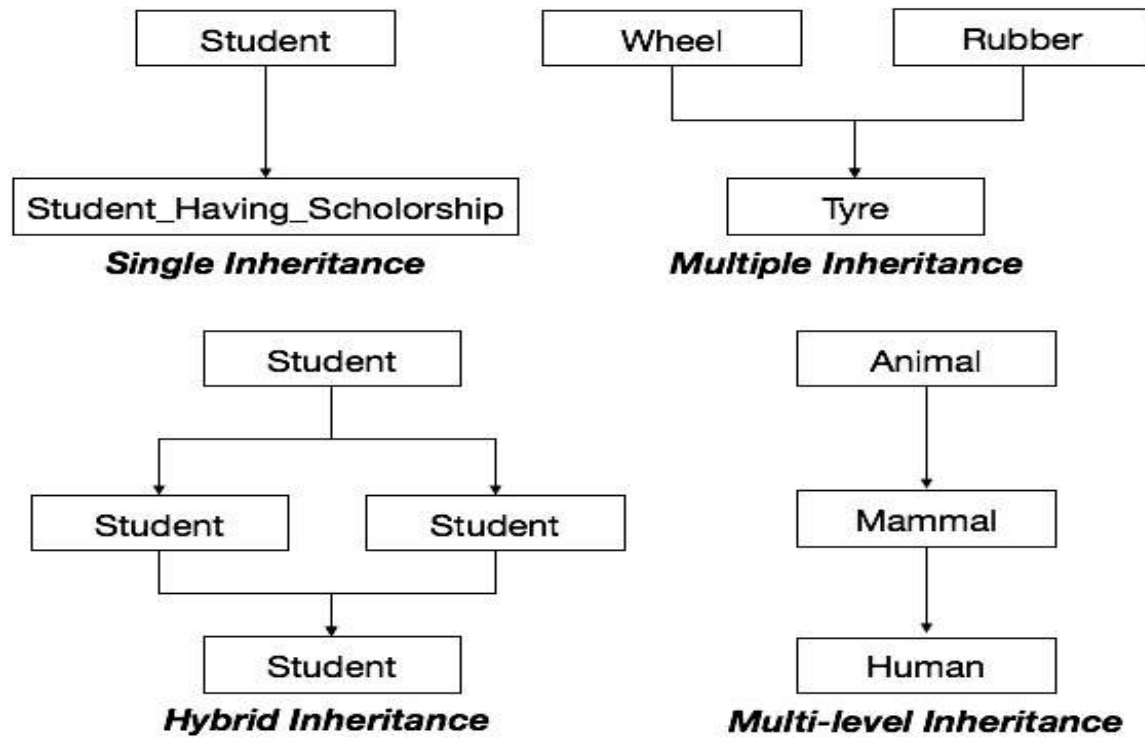 Student
Wheel
Rubber
Student_Having_Scholorship
Tyre
Single Inheritance
Multiple Inheritance
Student
Animal
Student
Student
Mammal
Student
Human
Hybrid Inheritance
Multi-level Inheritance